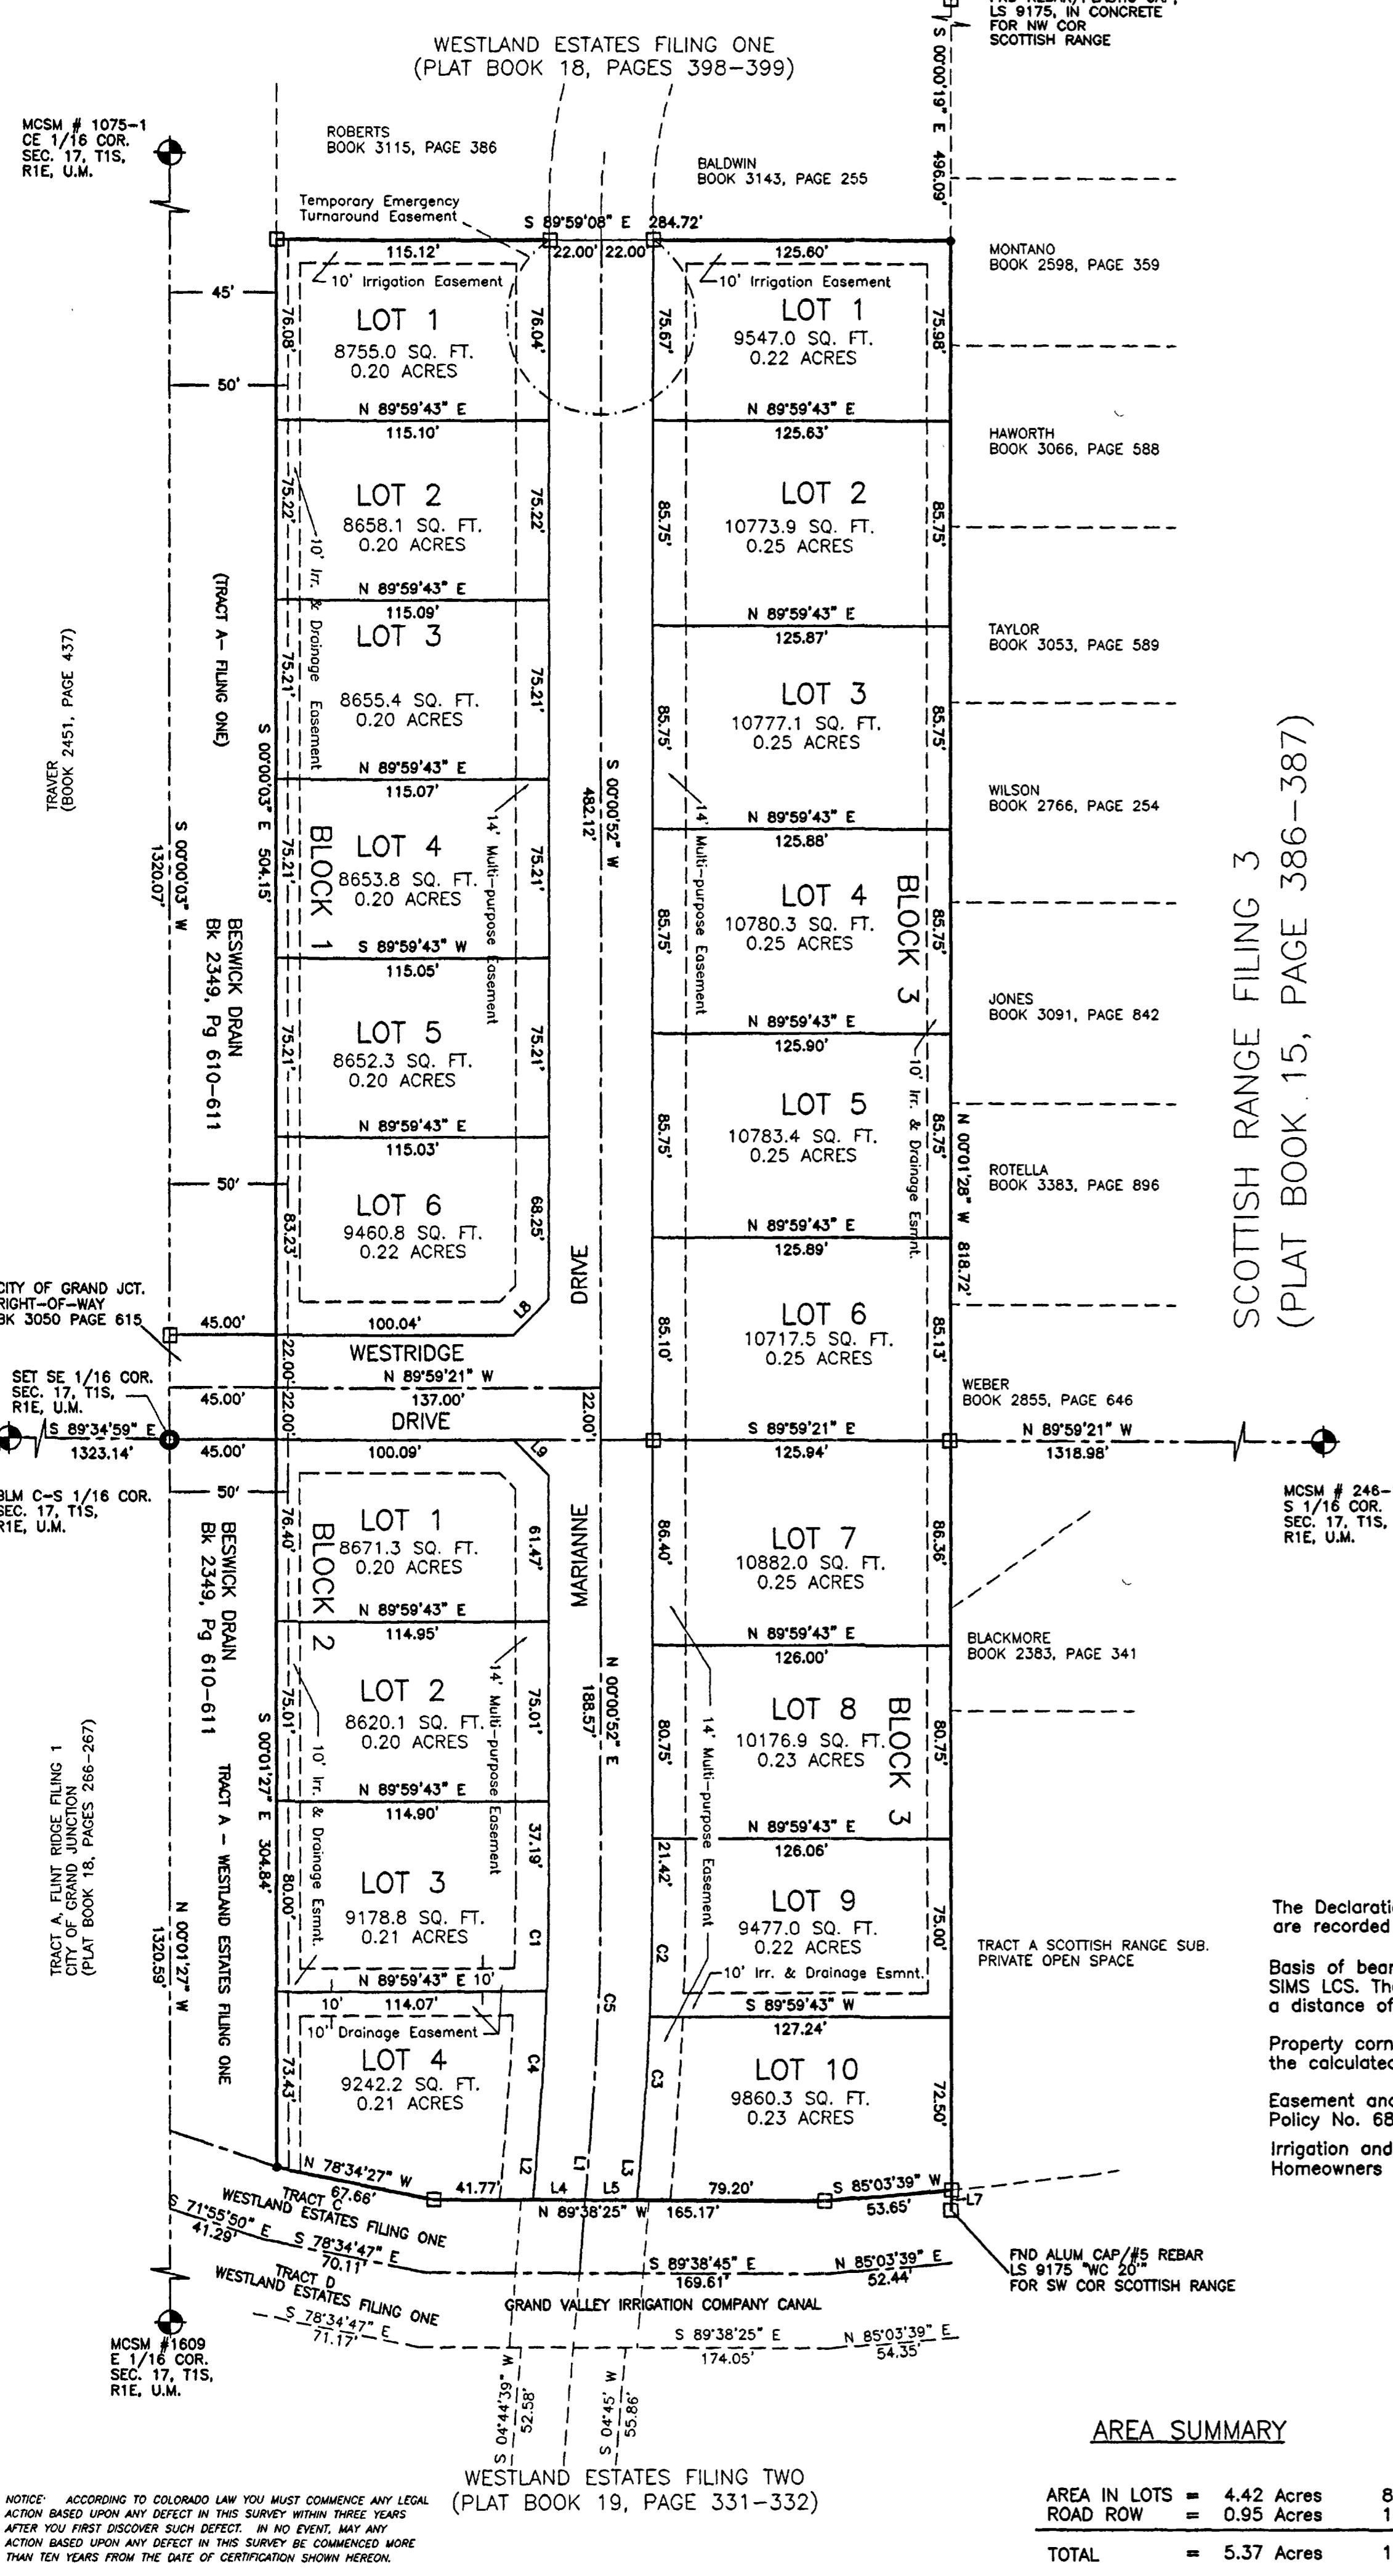 LS 9175, IN CONCRETE
FOR NW COR
SCOTTISH RANGE
S 00°00'19" E 496.09'
WESTLAND ESTATES FILING ONE
(PLAT BOOK 18, PAGES 398-399)
MCSM # 1075-1
CE 1/16 COR.
SEC. 17, T1S,
R1E, U.M.
ROBERTS
BOOK 3115, PAGE 386
BALDWIN
BOOK 3143, PAGE 255
Temporary Emergency
Turnaround Easement
S 89°59'08" E 284.72'
115.12'
22.00'
22.00'
125.60'
10' Irrigation Easement
10' Irrigation Easement
MONTANO
BOOK 2598, PAGE 359
45'
76.08'
LOT 1
8755.0 SQ. FT.
0.20 ACRES
76.04'
75.67'
LOT 1
9547.0 SQ. FT.
0.22 ACRES
75.98'
50'
N 89°59'43" E
115.10'
N 89°59'43" E
125.63'
HAWORTH
BOOK 3066, PAGE 588
75.22'
LOT 2
8658.1 SQ. FT.
0.20 ACRES
75.22'
85.75'
LOT 2
10773.9 SQ. FT.
0.25 ACRES
85.75'
10' Irr. & Drainage Easement
N 89°59'43" E
115.09'
N 89°59'43" E
125.87'
TAYLOR
BOOK 3053, PAGE 589
(TRACT A- FILING ONE)
TRAVER
(BOOK 2451, PAGE 437)
75.21'
LOT 3
8655.4 SQ. FT.
0.20 ACRES
75.21'
85.75'
LOT 3
10777.1 SQ. FT.
0.25 ACRES
85.75'
S 00°00'03" E 504.15'
S 00°00'52" W
482.12'
N 89°59'43" E
115.07'
N 89°59'43" E
125.88'
WILSON
BOOK 2766, PAGE 254
S 00°00'03" W
1320.07'
75.21'
BLOCK 1
LOT 4
8653.8 SQ. FT.
0.20 ACRES
14' Multi-purpose Easement
75.21'
14' Multi-purpose Easement
85.75'
LOT 4
10780.3 SQ. FT.
0.25 ACRES
BLOCK 3
85.75'
SCOTTISH RANGE FILING 3
(PLAT BOOK 15, PAGE 386-387)
BESWICK DRAIN
Bk 2349, Pg 610-611
S 89°59'43" W
115.05'
N 89°59'43" E
125.90'
JONES
BOOK 3091, PAGE 842
75.21'
LOT 5
8652.3 SQ. FT.
0.20 ACRES
75.21'
85.75'
LOT 5
10783.4 SQ. FT.
0.25 ACRES
10' Irr. & Drainage Esmnt.
85.75'
N 00°01'28" W 818.72'
N 89°59'43" E
115.03'
N 89°59'43" E
125.89'
ROTELLA
BOOK 3383, PAGE 896
50'
83.23'
LOT 6
9460.8 SQ. FT.
0.22 ACRES
68.25'
L8
DRIVE
85.10'
LOT 6
10717.5 SQ. FT.
0.25 ACRES
85.13'
CITY OF GRAND JCT.
RIGHT-OF-WAY
BK 3050 PAGE 615
45.00'
100.04'
WESTRIDGE
22.00'
N 89°59'21" W
45.00'
137.00'
22.00'
22.00'
DRIVE
SET SE 1/16 COR.
SEC. 17, T1S,
R1E, U.M.
WEBER
BOOK 2855, PAGE 646
S 89°34'59" E
1323.14'
45.00'
100.09'
L9
S 89°59'21" E
125.94'
N 89°59'21" W
1318.98'
BLM C-S 1/16 COR.
SEC. 17, T1S,
R1E, U.M.
MCSM # 246-
S 1/16 COR.
SEC. 17, T1S,
R1E, U.M.
50'
76.40'
BLOCK 2
LOT 1
8671.3 SQ. FT.
0.20 ACRES
61.47'
MARIANNE
86.40'
LOT 7
10882.0 SQ. FT.
0.25 ACRES
86.36'
BESWICK DRAIN
Bk 2349, Pg 610-611
N 89°59'43" E
114.95'
N 89°59'43" E
126.00'
BLACKMORE
BOOK 2383, PAGE 341
75.01'
LOT 2
8620.1 SQ. FT.
0.20 ACRES
14' Multi-purpose Easement
75.01'
N 00°00'52" E
188.57'
80.75'
14' Multi-purpose Easement
LOT 8
10176.9 SQ. FT.
0.23 ACRES
BLOCK 3
80.75'
TRACT A, FLINT RIDGE FILING 1
CITY OF GRAND JUNCTION
(PLAT BOOK 18, PAGES 266-267)
TRACT A - WESTLAND ESTATES FILING ONE
S 00°01'27" E 304.84'
10' Irr. & Drainage Esmnt.
N 89°59'43" E
114.90'
N 89°59'43" E
126.06'
N 00°01'27" W
1320.59'
80.00'
LOT 3
9178.8 SQ. FT.
0.21 ACRES
37.19'
C1
21.42'
C2
LOT 9
9477.0 SQ. FT.
0.22 ACRES
75.00'
TRACT A SCOTTISH RANGE SUB.
PRIVATE OPEN SPACE
The Declarati
are recorded
Basis of bear
SIMS LCS. Th
a distance of
10' Irr. & Drainage Esmnt.
N 89°59'43" E
10'
10'
114.07'
C5
S 89°59'43" W
127.24'
10' Drainage Easement
73.43'
LOT 4
9242.2 SQ. FT.
0.21 ACRES
C4
C3
LOT 10
9860.3 SQ. FT.
0.23 ACRES
72.50'
Property corn
the calculated
Easement and
Policy No. 68
Irrigation and
Homeowners
N 78°34'27" W
67.66'
41.77'
L2
L4
L1
L5
L3
79.20'
S 85°03'39" W
53.65'
L7
N 89°38'25" W 165.17'
TRACT C
WESTLAND ESTATES FILING ONE
S 71°55'50" E
41.29'
S 78°34'47" E
70.11'
S 89°38'45" E
169.61'
N 85°03'39" E
52.44'
FND ALUM CAP/#5 REBAR
LS 9175 "WC 20'"
FOR SW COR SCOTTISH RANGE
TRACT D
WESTLAND ESTATES FILING ONE
GRAND VALLEY IRRIGATION COMPANY CANAL
S 78°34'47" E
71.17'
S 89°38'25" E
174.05'
N 85°03'39" E
54.35'
MCSM #1609
E 1/16 COR.
SEC. 17, T1S,
R1E, U.M.
S 04°44'39" W
52.58'
S 04°45' W
55.86'
WESTLAND ESTATES FILING TWO
(PLAT BOOK 19, PAGE 331-332)
AREA SUMMARY
AREA IN LOTS = 4.42 Acres 8
ROAD ROW = 0.95 Acres 1
TOTAL = 5.37 Acres 1
NOTICE: ACCORDING TO COLORADO LAW YOU MUST COMMENCE ANY LEGAL
ACTION BASED UPON ANY DEFECT IN THIS SURVEY WITHIN THREE YEARS
AFTER YOU FIRST DISCOVER SUCH DEFECT. IN NO EVENT, MAY ANY
ACTION BASED UPON ANY DEFECT IN THIS SURVEY BE COMMENCED MORE
THAN TEN YEARS FROM THE DATE OF CERTIFICATION SHOWN HEREON.